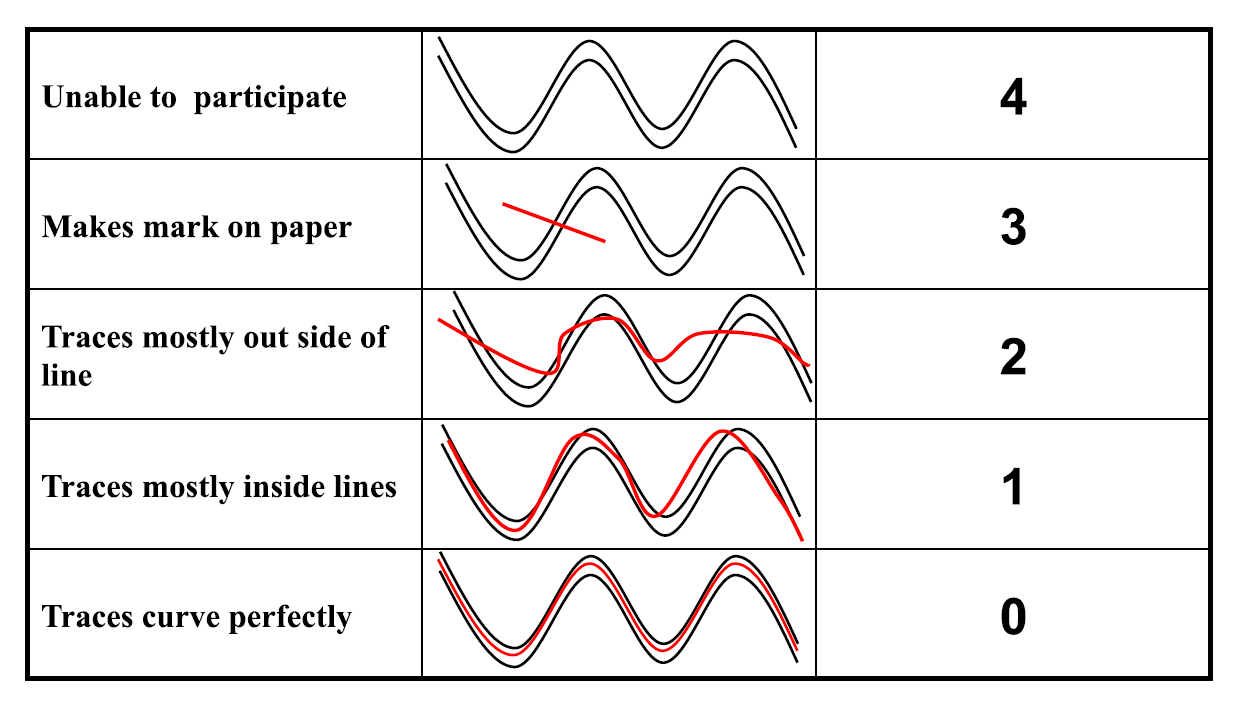 Unable to  participate
4
Makes mark on paper
3
Traces mostly out side of
line
2
Traces mostly inside lines
1
Traces curve perfectly
0